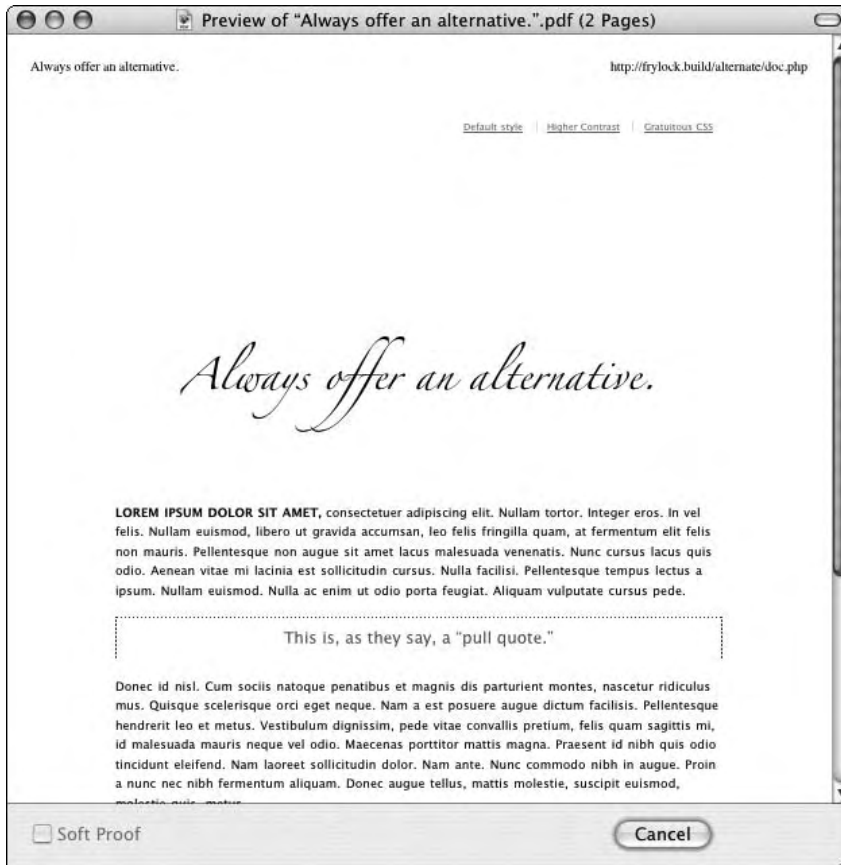 Preview of “Always offer an alternative.”.pdf (2 Pages)
Always offer an alternative.
http://frylock.build/alternate/doc.php
Default style | Higher Contrast | Gratuitous CSS
Always offer an alternative.
LOREM IPSUM DOLOR SIT AMET, consectetuer adipiscing elit. Nullam tortor. Integer eros. In vel
felis. Nullam euismod, libero ut gravida accumsan, leo felis fringilla quam, at fermentum elit felis
non mauris. Pellentesque non augue sit amet lacus malesuada venenatis. Nunc cursus lacus quis
odio. Aenean vitae mi lacinia est sollicitudin cursus. Nulla facilisi. Pellentesque tempus lectus a
ipsum. Nullam euismod. Nulla ac enim ut odio porta feugiat. Aliquam vulputate cursus pede.
This is, as they say, a “pull quote.”
Donec id nisl. Cum sociis natoque penatibus et magnis dis parturient montes, nascetur ridiculus
mus. Quisque scelerisque orci eget neque. Nam a est posuere augue dictum facilisis. Pellentesque
hendrerit leo et metus. Vestibulum dignissim, pede vitae convallis pretium, felis quam sagittis mi,
id malesuada mauris neque vel odio. Maecenas porttitor mattis magna. Praesent id nibh quis odio
tincidunt eleifend. Nam laoreet sollicitudin dolor. Nam ante. Nunc commodo nibh in augue. Proin
a nunc nec nibh fermentum aliquam. Donec augue tellus, mattis molestie, suscipit euismod,
molestie quis, metus.
Soft Proof
Cancel